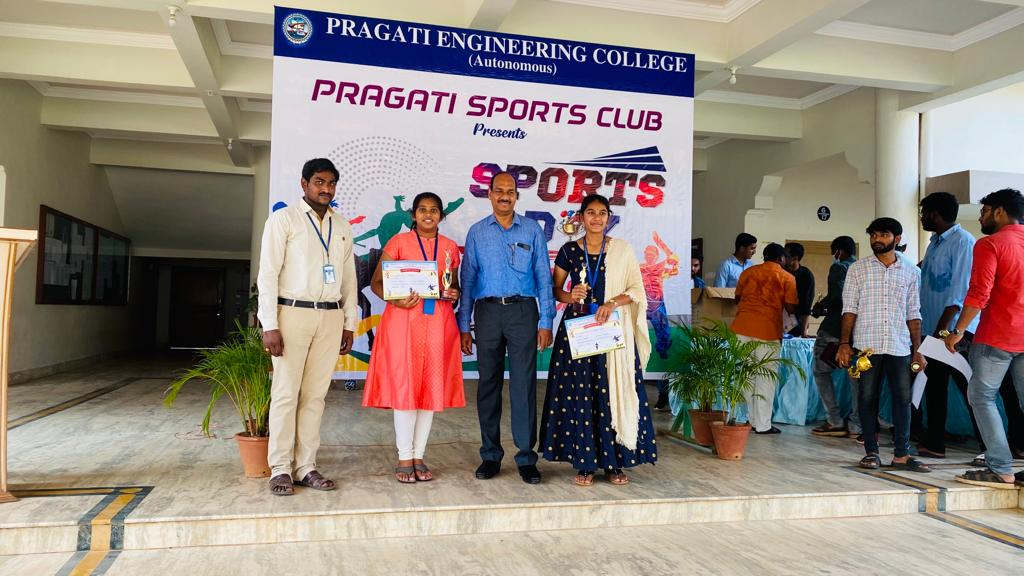 PRAGATI ENGINEERING COLLEGE
(Autonomous)
PRAGATI SPORTS CLUB
Presents
SPORTS